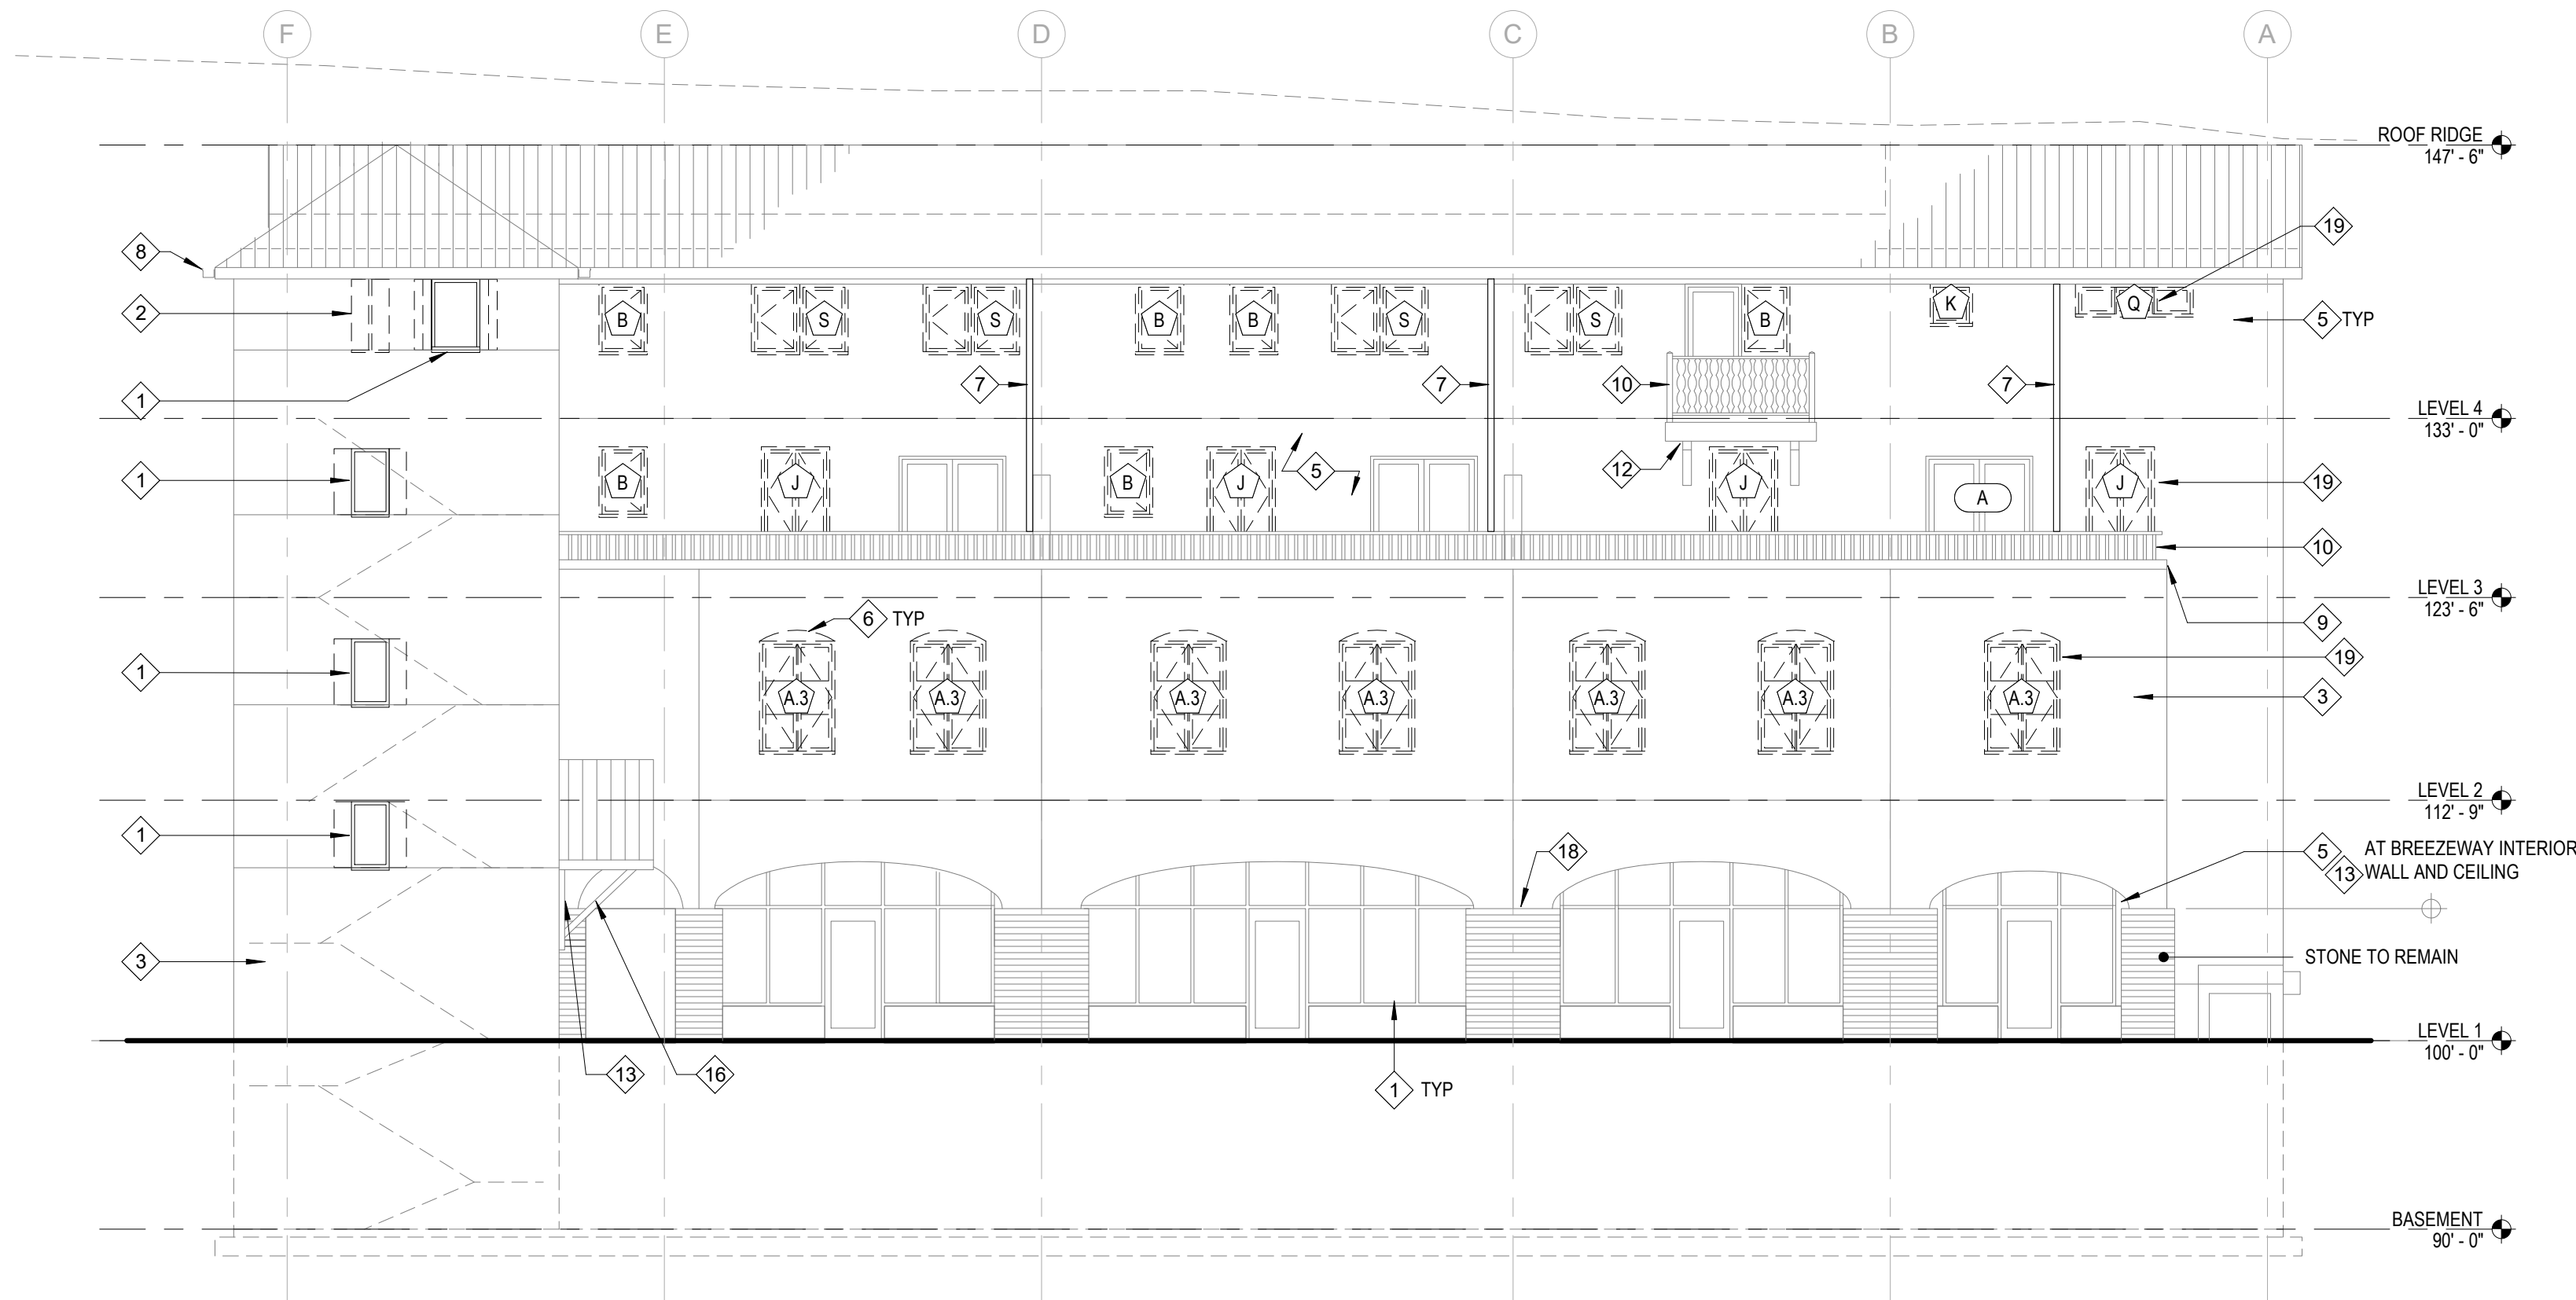 F E D C B A
ROOF RIDGE
147' - 6"
19
8
2
B S S B B S S B K Q
5 TYP
1
7 7 10 7
LEVEL 4
133' - 0"
12
5
1
B J B J J A J
19
10
LEVEL 3
123' - 6"
6 TYP
9
19
1
A.3 A.3 A.3 A.3 A.3 A.3 A.3
3
LEVEL 2
112' - 9"
1
18
5 AT BREEZEWAY INTERIOR
13 WALL AND CEILING
3
STONE TO REMAIN
LEVEL 1
100' - 0"
13 16
1 TYP
BASEMENT
90' - 0"